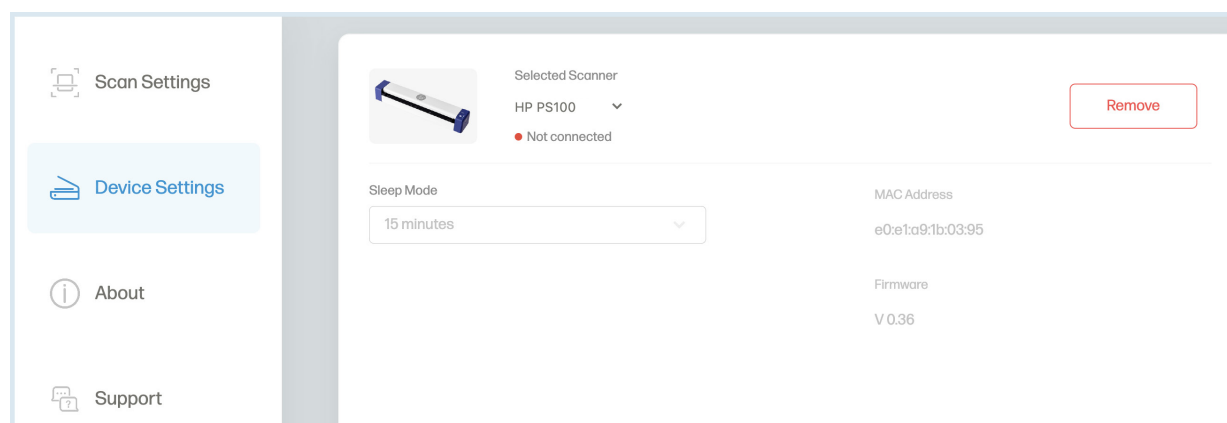 Scan Settings
Device Settings
About
Support
Selected Scanner
HP PS100
Not connected
Remove
Sleep Mode
15 minutes
MAC Address
e0:e1:a9:1b:03:95
Firmware
V 0.36